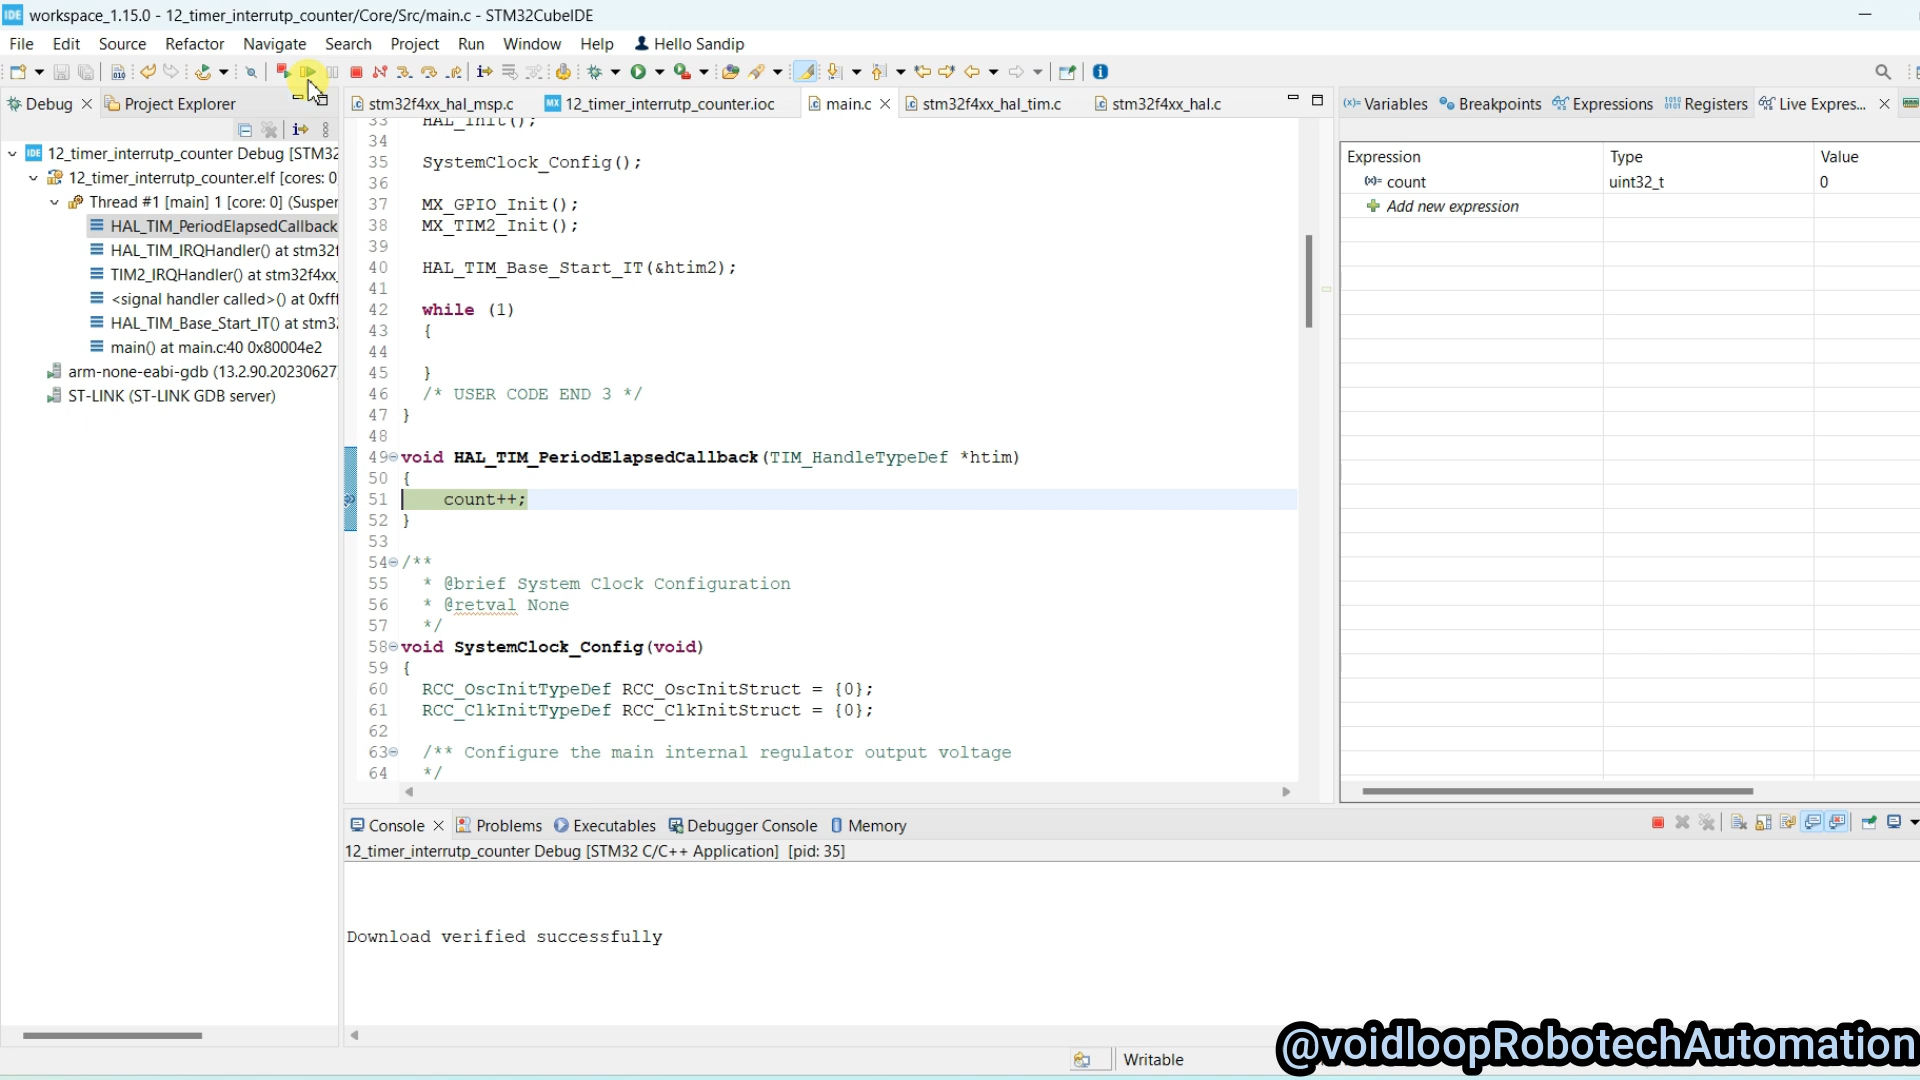 workspace_1.15.0 - 12_timer_interrutp_counter/Core/Src/main.c - STM32CubeIDE
File Edit Source Refactor Navigate Search Project Run Window Help Hello Sandip
Debug Project Explorer
12_timer_interrutp_counter Debug [STM32
12_timer_interrutp_counter.elf [cores: 0
Thread #1 [main] 1 [core: 0] (Susper
HAL_TIM_PeriodElapsedCallback
HAL_TIM_IRQHandler() at stm32f
TIM2_IRQHandler() at stm32f4xx_
<signal handler called>() at 0xfff
HAL_TIM_Base_Start_IT() at stm32
main() at main.c:40 0x80004e2
arm-none-eabi-gdb (13.2.90.20230627)
ST-LINK (ST-LINK GDB server)
stm32f4xx_hal_msp.c 12_timer_interrutp_counter.ioc main.c stm32f4xx_hal_tim.c stm32f4xx_hal.c
33 HAL_Init();
34
35 SystemClock_Config();
36
37 MX_GPIO_Init();
38 MX_TIM2_Init();
39
40 HAL_TIM_Base_Start_IT(&htim2);
41
42 while (1)
43 {
44
45 }
46 /* USER CODE END 3 */
47 }
48
49 void HAL_TIM_PeriodElapsedCallback(TIM_HandleTypeDef *htim)
50 {
51 count++;
52 }
53
54 /**
55 * @brief System Clock Configuration
56 * @retval None
57 */
58 void SystemClock_Config(void)
59 {
60 RCC_OscInitTypeDef RCC_OscInitStruct = {0};
61 RCC_ClkInitTypeDef RCC_ClkInitStruct = {0};
62
63 /** Configure the main internal regulator output voltage
64 */
Variables Breakpoints Expressions Registers Live Expres...
Expression Type Value
count uint32_t 0
Add new expression
Console Problems Executables Debugger Console Memory
12_timer_interrutp_counter Debug [STM32 C/C++ Application] [pid: 35]
Download verified successfully
Writable
@voidloopRobotechAutomation